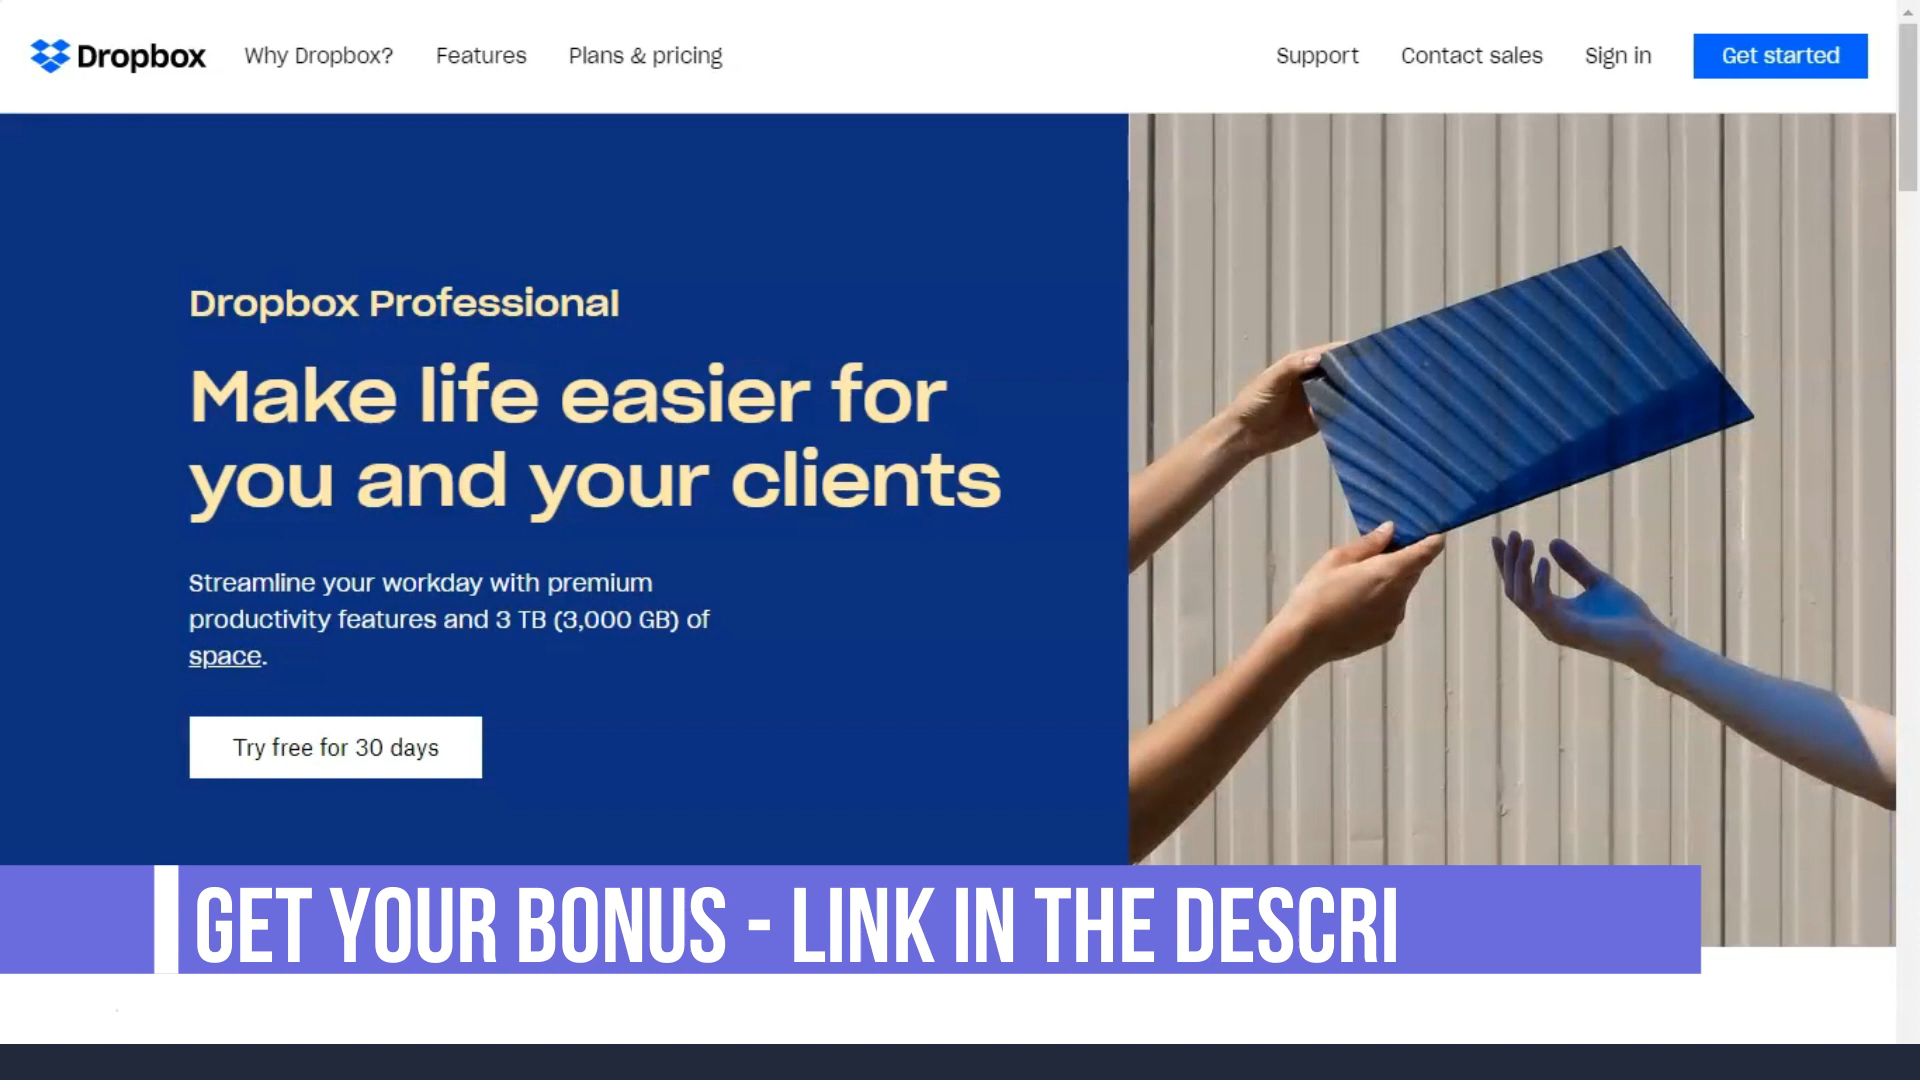 Dropbox Why Dropbox? Features Plans & pricing Support Contact sales Sign in Get started
Dropbox Professional
Make life easier for
you and your clients
Streamline your workday with premium
productivity features and 3 TB (3,000 GB) of
space.
Try free for 30 days
GET YOUR BONUS - LINK IN THE DESCRI